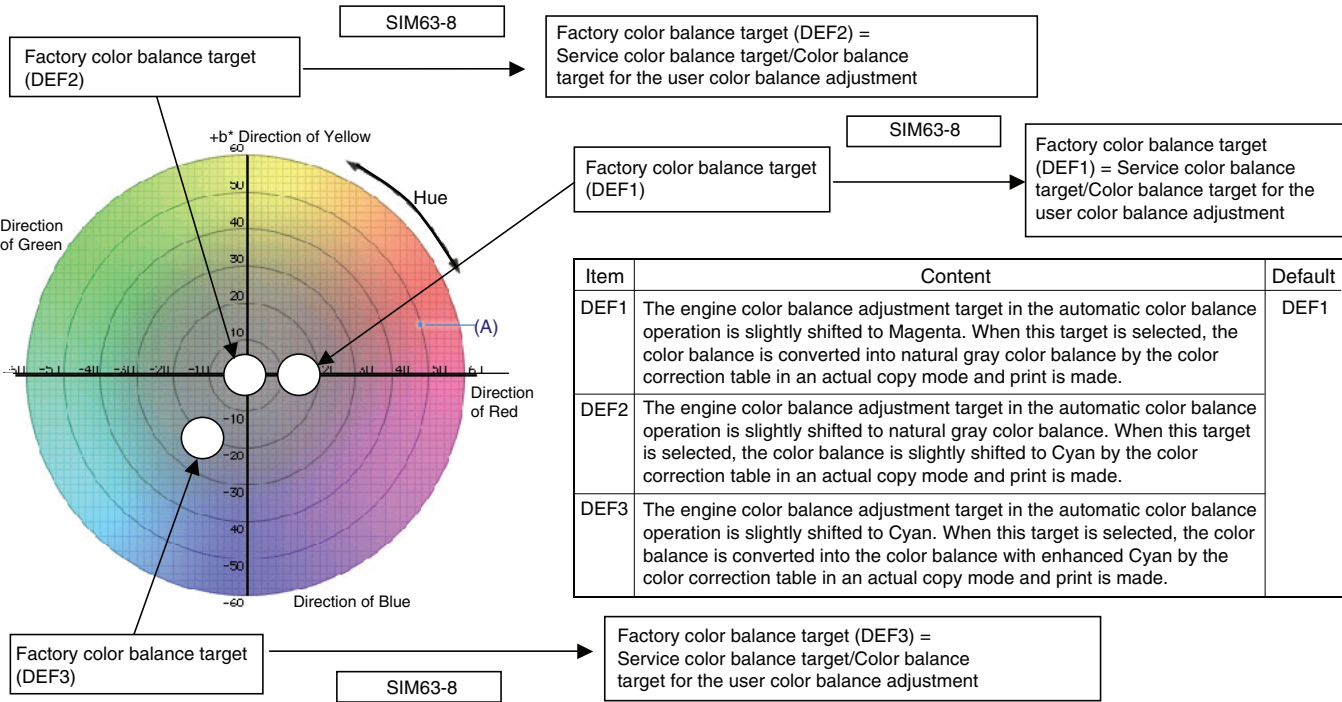 SIM63-8
Factory color balance target
(DEF2)
Factory color balance target (DEF2) =
Service color balance target/Color balance
target for the user color balance adjustment
SIM63-8
Factory color balance target
(DEF1)
Factory color balance target
(DEF1) = Service color balance
target/Color balance target for the
user color balance adjustment
+b* Direction of Yellow
60
50
40
30
20
10
Hue
Direction
of Green
(A)
-40 -30 -20 -10 20 30 40 50
Direction
of Red
-10
-20
-30
40
-50
-60
Direction of Blue
Item Content Default
DEF1 The engine color balance adjustment target in the automatic color balance DEF1
operation is slightly shifted to Magenta. When this target is selected, the
color balance is converted into natural gray color balance by the color
correction table in an actual copy mode and print is made.
DEF2 The engine color balance adjustment target in the automatic color balance
operation is slightly shifted to natural gray color balance. When this target
is selected, the color balance is slightly shifted to Cyan by the color
correction table in an actual copy mode and print is made.
DEF3 The engine color balance adjustment target in the automatic color balance
operation is slightly shifted to Cyan. When this target is selected, the color
balance is converted into the color balance with enhanced Cyan by the
color correction table in an actual copy mode and print is made.
Factory color balance target
(DEF3)
SIM63-8
Factory color balance target (DEF3) =
Service color balance target/Color balance
target for the user color balance adjustment